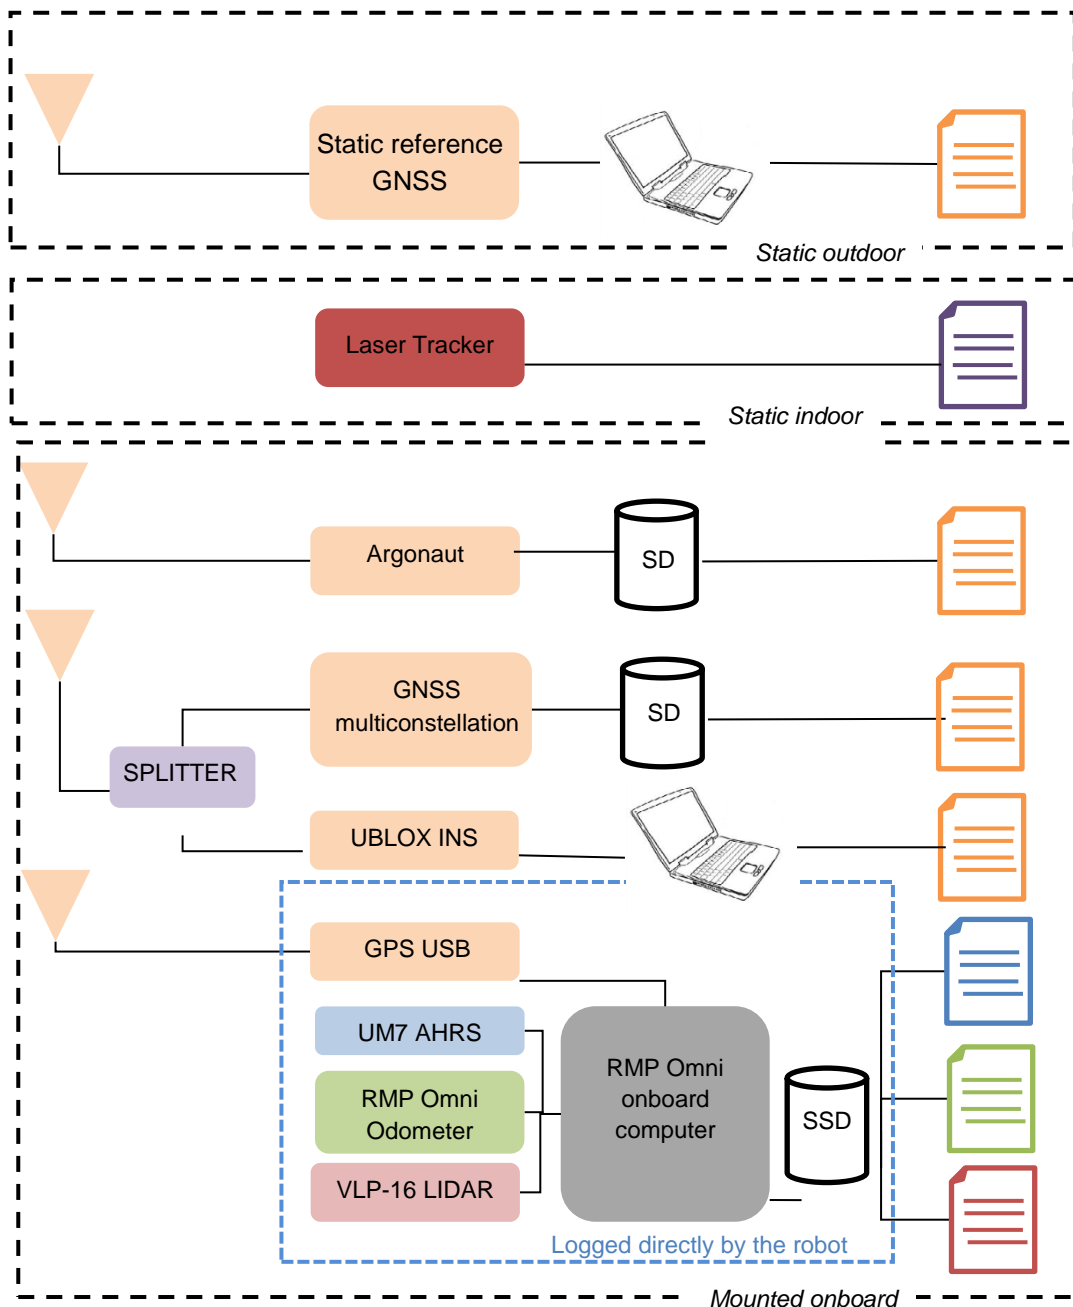 Static reference
GNSS
Static outdoor
Laser Tracker
Static indoor
Argonaut
SD
GNSS
multiconstellation
SD
SPLITTER
UBLOX INS
GPS USB
UM7 AHRS
RMP Omni
Odometer
VLP-16 LIDAR
RMP Omni
onboard
computer
SSD
Logged directly by the robot
Mounted onboard